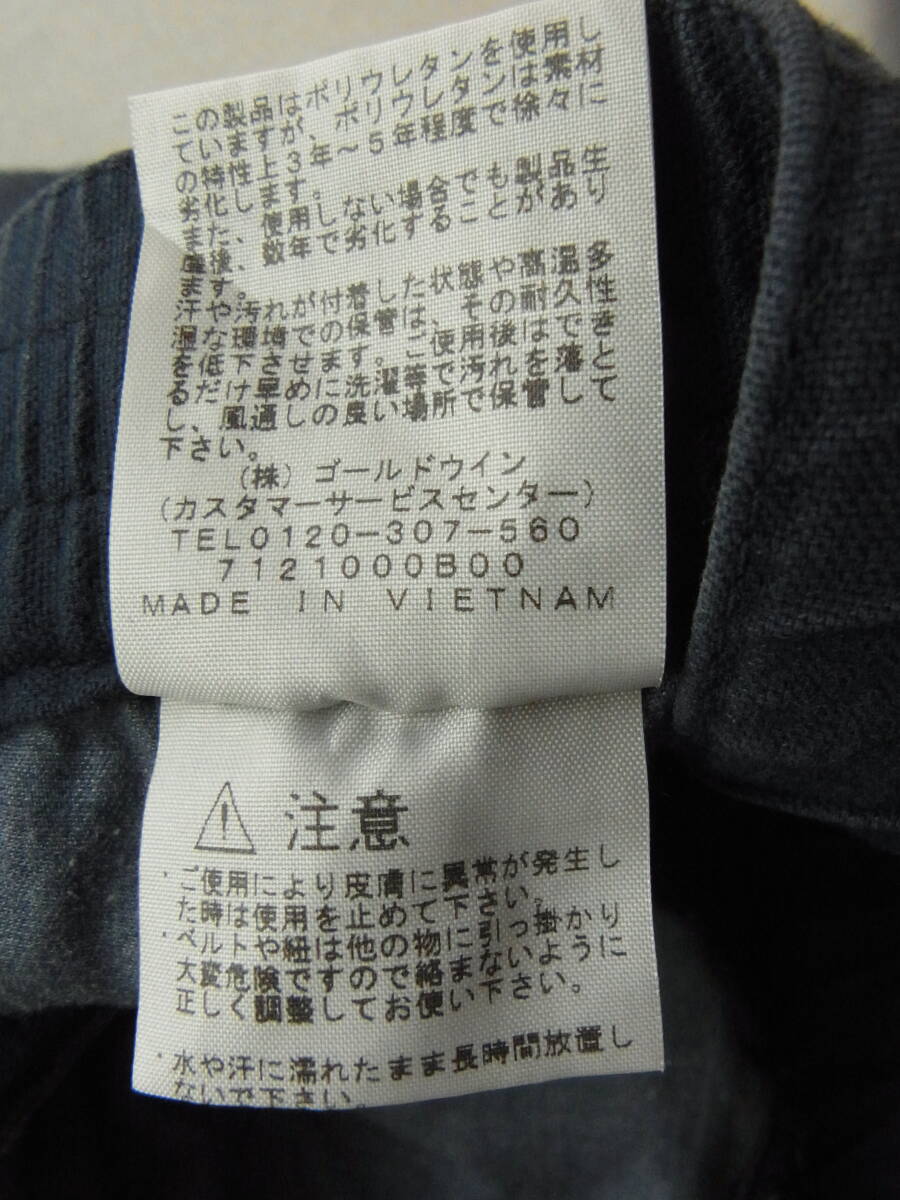 この製品はポリウレタンを使用し
ていますが、ポリウレタンは素材
の特性上3年～5年程度で徐々に
劣化します。
また、使用しない場合でも製品生
産後、数年で劣化することがあり
ます。
汗や汚れが付着した状態や高温多
湿な環境での保管は、その耐久性
を低下させます。ご使用後はでき
るだけ早めに洗濯等で汚れを落と
し、風通しの良い場所で保管して
下さい。
(株) ゴールドウイン
(カスタマーサービスセンター)
TEL0120-307-560
7121000B00
MADE IN VIETNAM
注意
・ご使用により皮膚に異常が発生し
た時は使用を止めて下さい。
・ベルトや紐は他の物に引っ掛かり
大変危険ですので絡まないように
正しく調整してお使い下さい。
・水や汗に濡れたまま長時間放置し
ないで下さい。